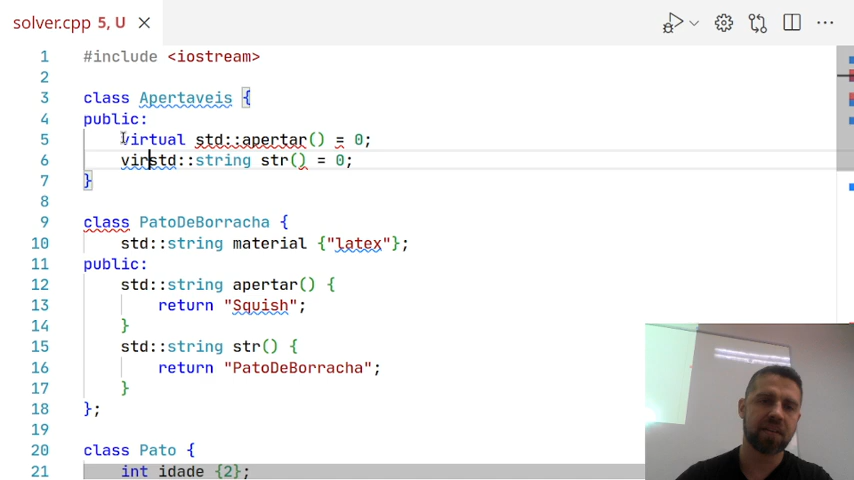 solver.cpp 5, U
1 #include <iostream>
2
3 class Apertaveis {
4 public:
5 virtual std::apertar() = 0;
6 virstd::string str() = 0;
7 }
8
9 class PatoDeBorracha {
10 std::string material {"latex"};
11 public:
12 std::string apertar() {
13 return "Squish";
14 }
15 std::string str() {
16 return "PatoDeBorracha";
17 }
18 };
19
20 class Pato {
21 int idade {2};